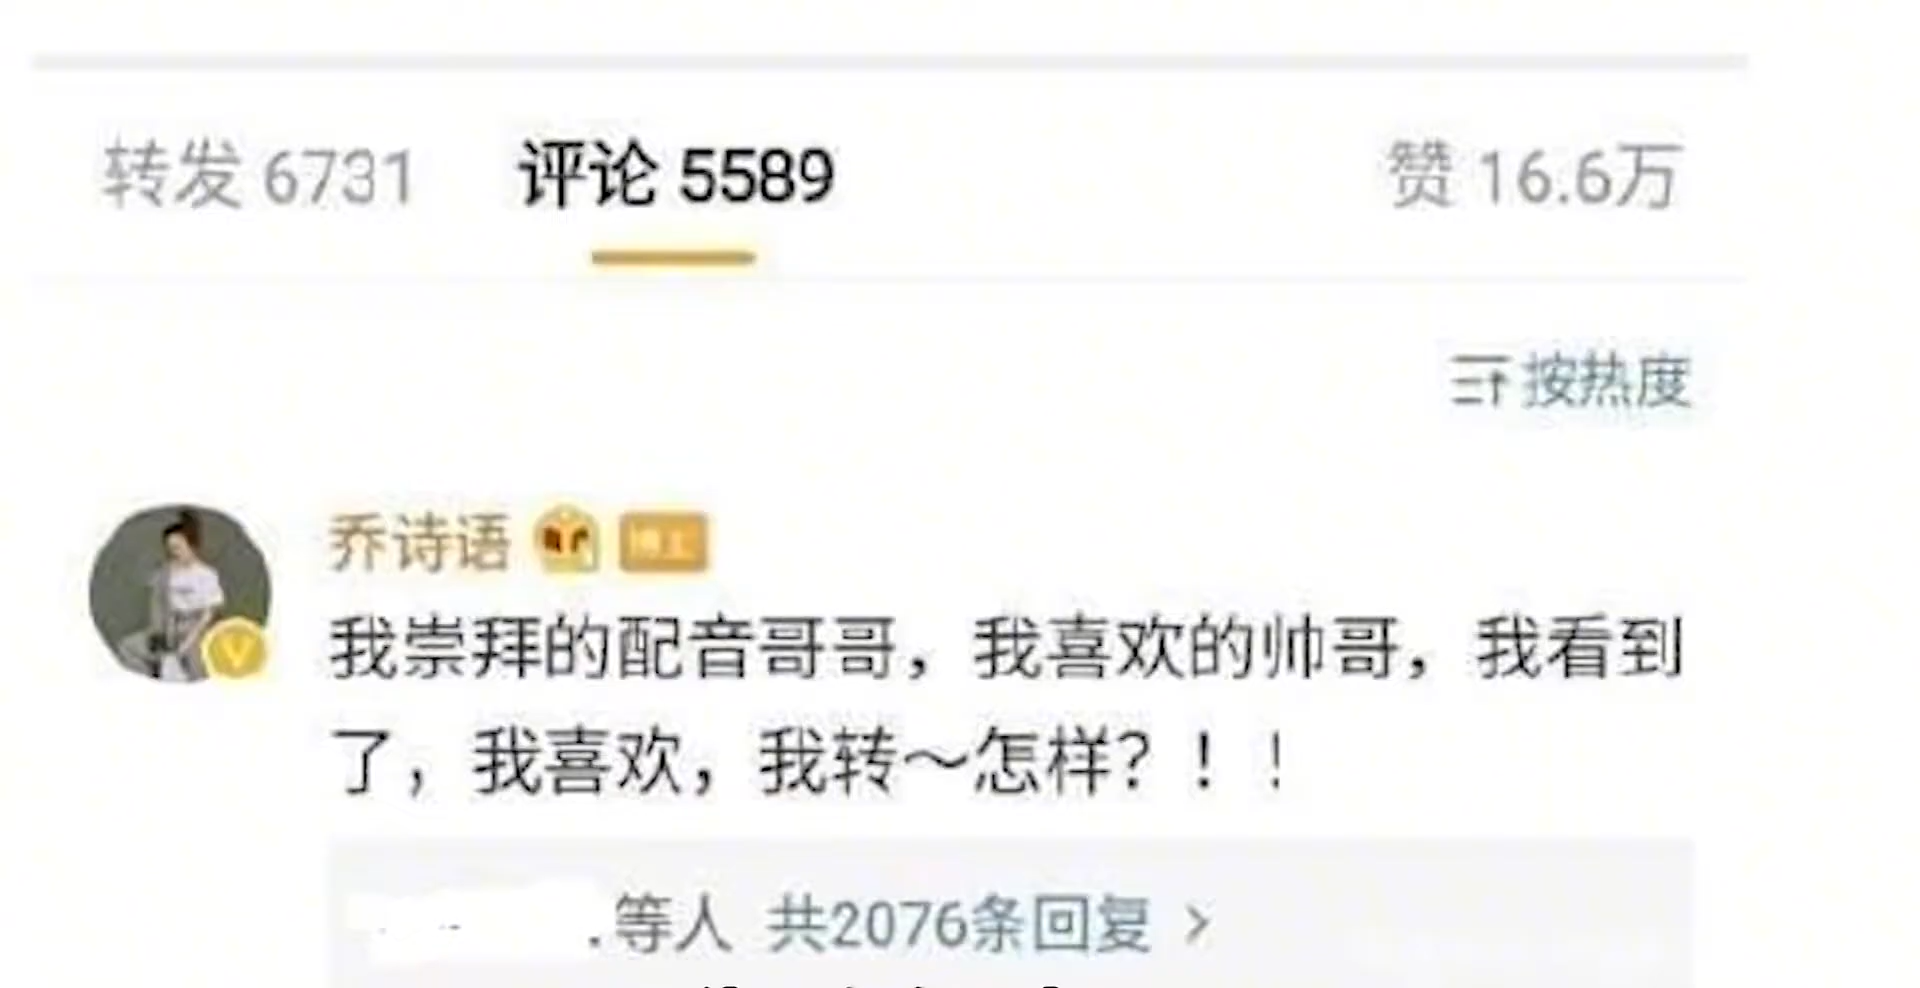 转发 6731 评论 5589 赞 16.6万
按热度
乔诗语 博主
我崇拜的配音哥哥，我喜欢的帅哥，我看到
了，我喜欢，我转～怎样？！！
等人 共2076条回复 >